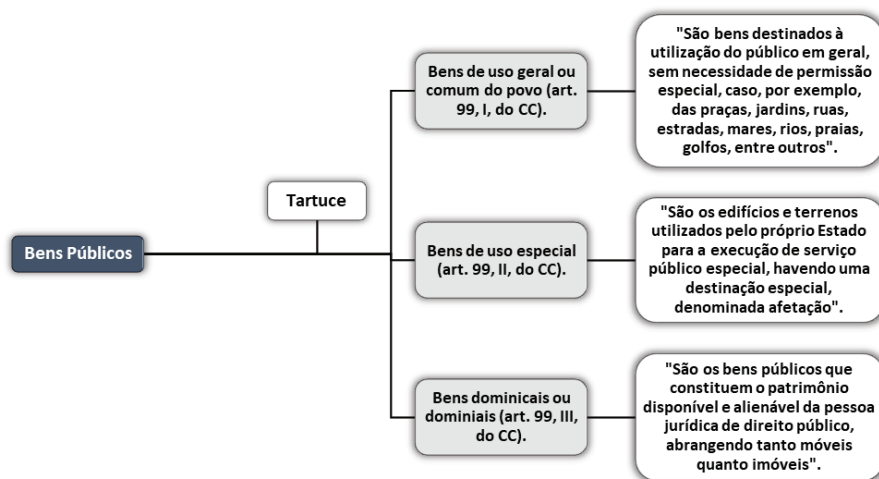 Bens Públicos
Tartuce
Bens de uso geral ou
comum do povo (art.
99, I, do CC).
"São bens destinados à
utilização do público em geral,
sem necessidade de permissão
especial, caso, por exemplo,
das praças, jardins, ruas,
estradas, mares, rios, praias,
golfos, entre outros".
Bens de uso especial
(art. 99, II, do CC).
"São os edifícios e terrenos
utilizados pelo próprio Estado
para a execução de serviço
público especial, havendo uma
destinação especial,
denominada afetação".
Bens dominicais ou
dominiais (art. 99, III,
do CC).
"São os bens públicos que
constituem o patrimônio
disponível e alienável da pessoa
jurídica de direito público,
abrangendo tanto móveis
quanto imóveis".